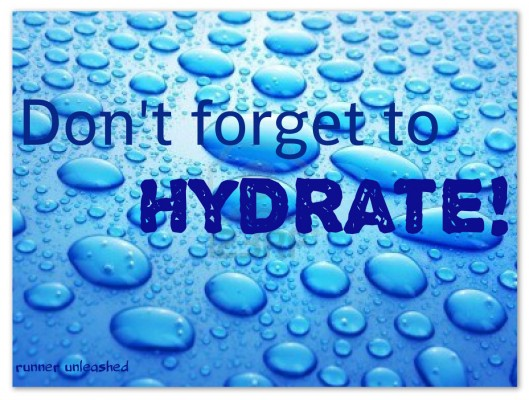 Don't forget to
HYDRATE!
runner unleashed